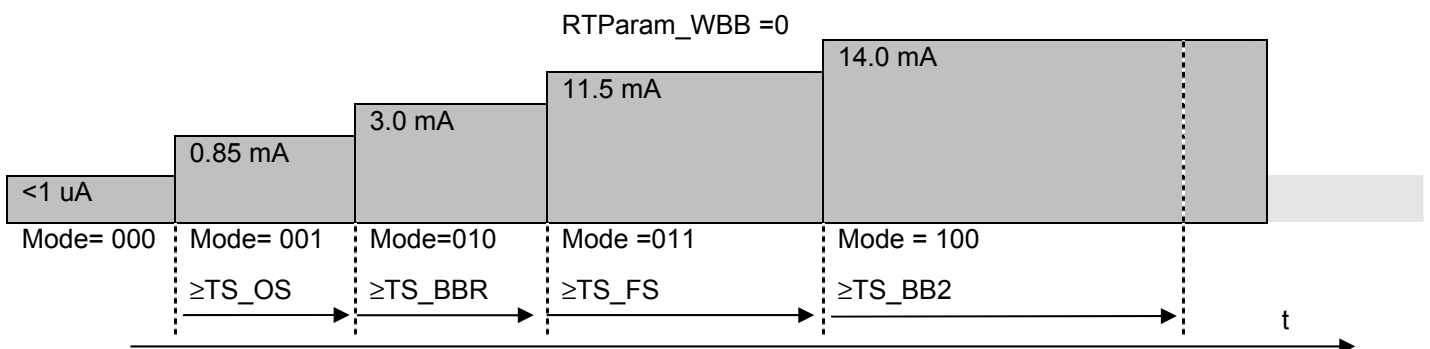 RTParam_WBB =0
14.0 mA
11.5 mA
3.0 mA
0.85 mA
<1 uA
Mode= 000 Mode= 001 Mode=010 Mode =011 Mode = 100
≥TS_OS ≥TS_BBR ≥TS_FS ≥TS_BB2
t